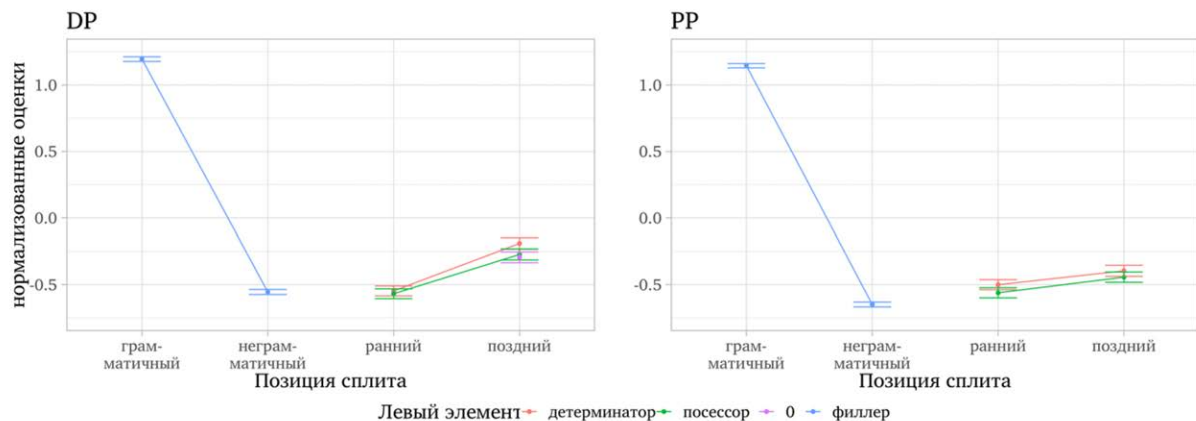 DP
PP
нормализованные оценки
1.0
0.5
0.0
-0.5
1.0
0.5
0.0
-0.5
грам-
матичный
неграм-
матичный
ранний
поздний
грам-
матичный
неграм-
матичный
ранний
поздний
Позиция сплита
Позиция сплита
Левый элемент детерминатор посессор 0 филлер